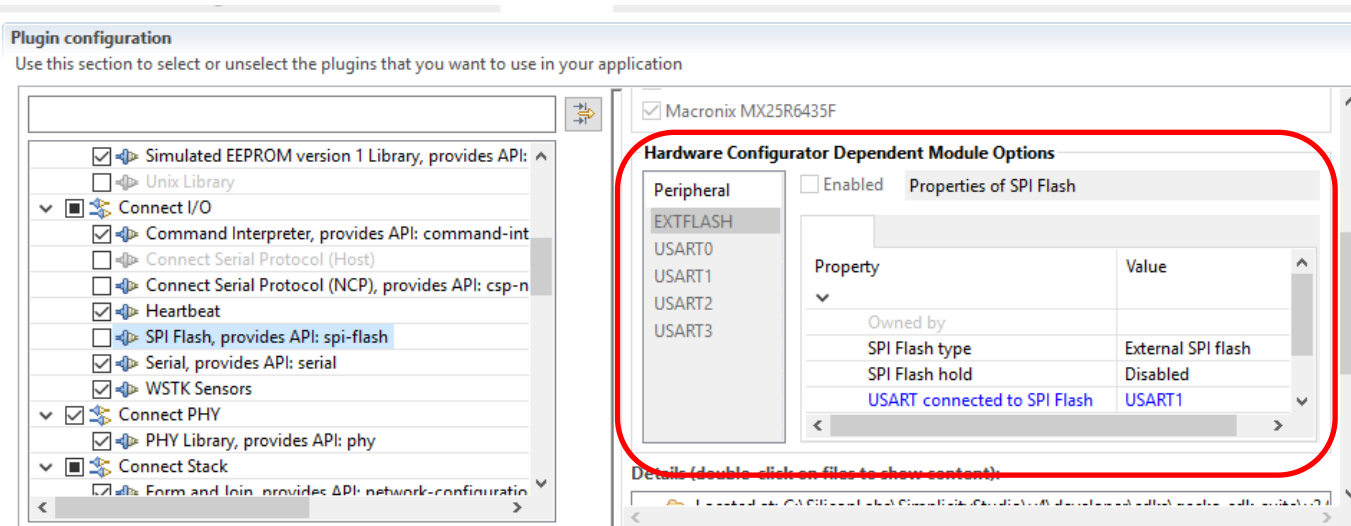 Plugin configuration
Use this section to select or unselect the plugins that you want to use in your application
Simulated EEPROM version 1 Library, provides API:
Unix Library
Connect I/O
Command Interpreter, provides API: command-int
Connect Serial Protocol (Host)
Connect Serial Protocol (NCP), provides API: csp-n
Heartbeat
SPI Flash, provides API: spi-flash
Serial, provides API: serial
WSTK Sensors
Connect PHY
PHY Library, provides API: phy
Connect Stack
Form and Join, provides API: network-configuratio
Macronix MX25R6435F
Hardware Configurator Dependent Module Options
Peripheral
EXTFLASH
USART0
USART1
USART2
USART3
Enabled Properties of SPI Flash
Property Value
Owned by
SPI Flash type External SPI flash
SPI Flash hold Disabled
USART connected to SPI Flash USART1
Details (double-click on files to show content):